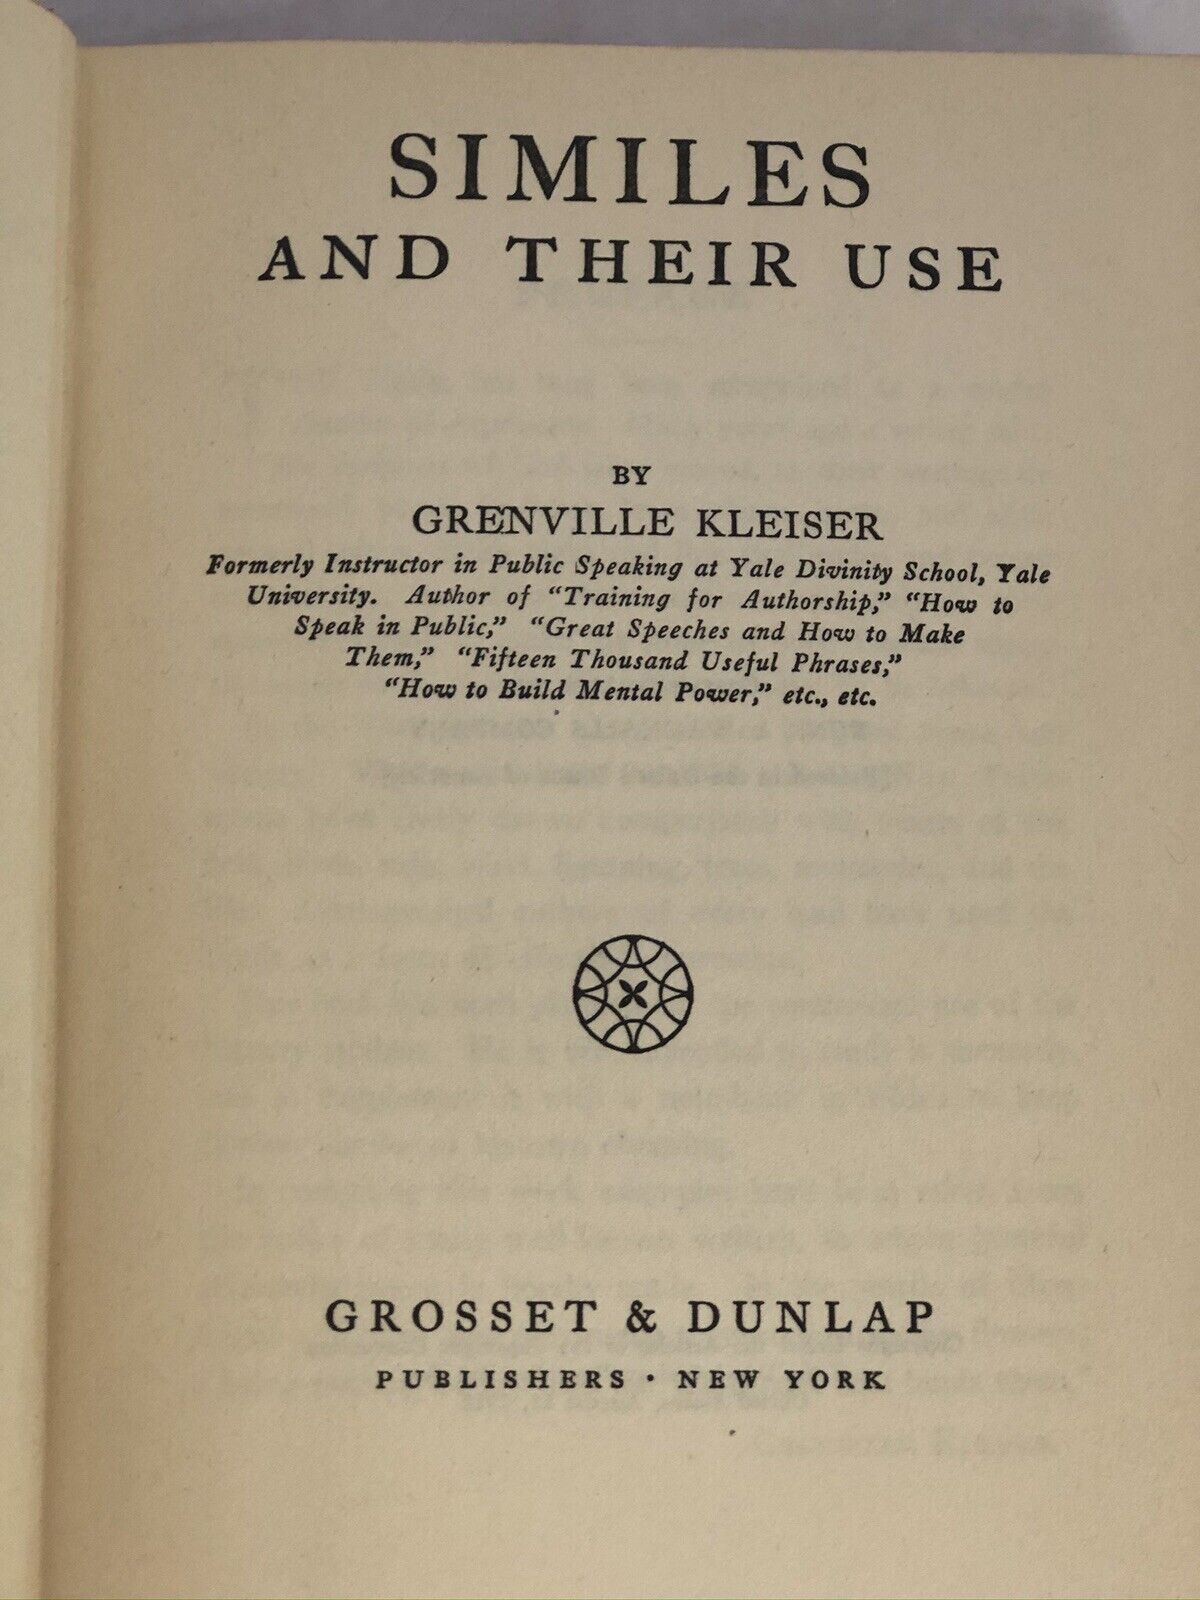 SIMILES
AND THEIR USE
BY
GRENVILLE KLEISER
Formerly Instructor in Public Speaking at Yale Divinity School, Yale
University. Author of “Training for Authorship,” “How to
Speak in Public,” “Great Speeches and How to Make
Them,” “Fifteen Thousand Useful Phrases,”
“How to Build Mental Power,” etc., etc.
GROSSET & DUNLAP
PUBLISHERS · NEW YORK